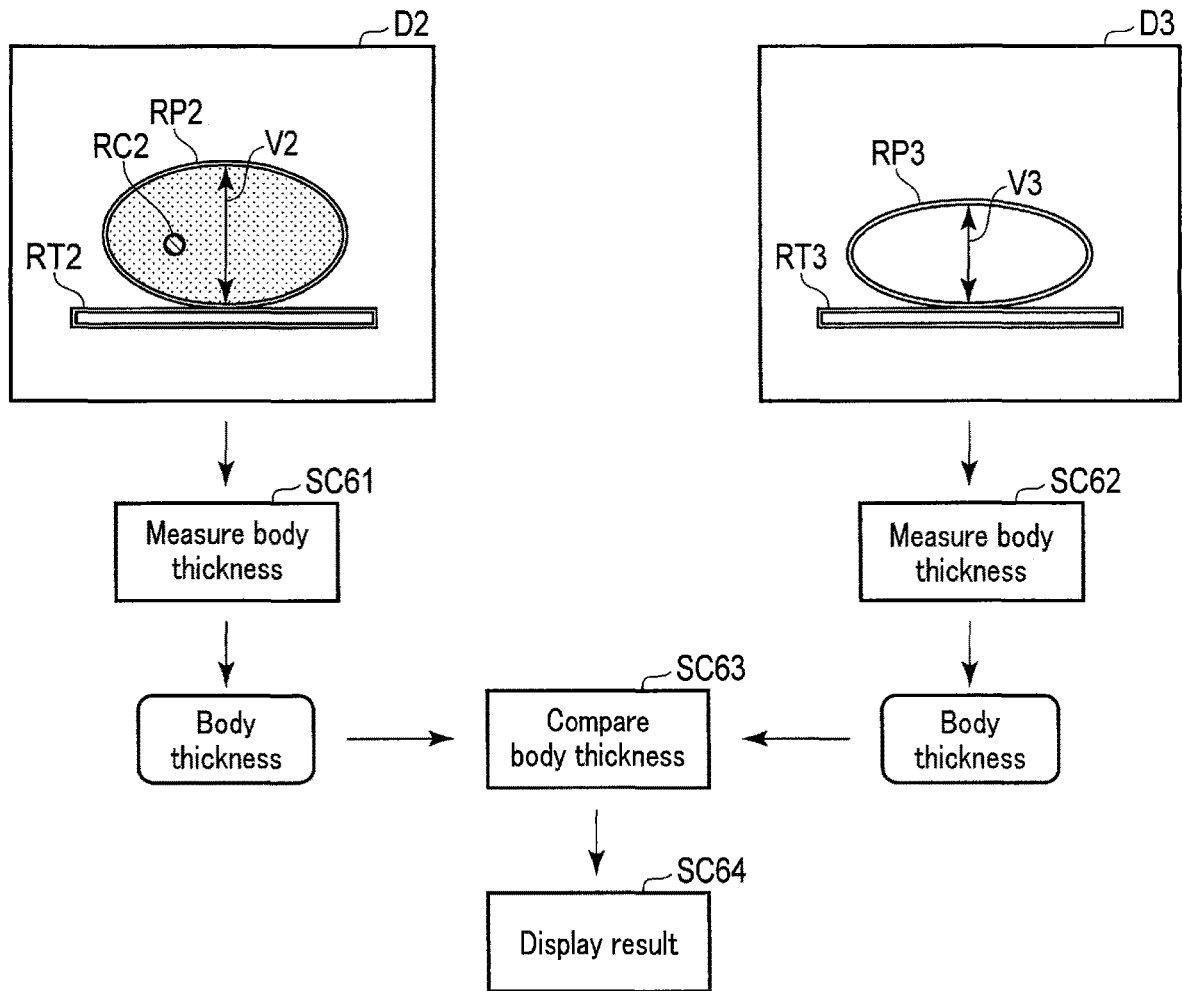 D2
D3
RP2
V2
RC2
RT2
RP3
V3
RT3
SC61
Measure body
thickness
SC62
Measure body
thickness
Body
thickness
SC63
Compare
body thickness
Body
thickness
SC64
Display result